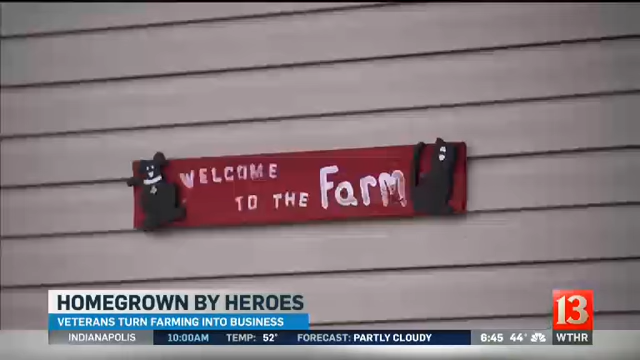 WELCOME
TO THE Farm
HOMEGROWN BY HEROES
VETERANS TURN FARMING INTO BUSINESS
INDIANAPOLIS 10:00AM TEMP: 52° FORECAST: PARTLY CLOUDY 6:45 44°
13
WTHR